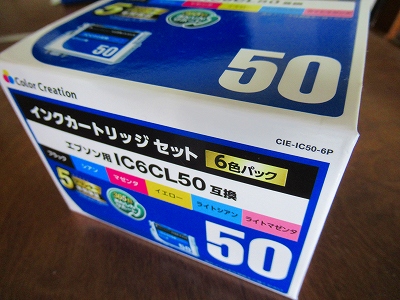 50
Color Creation
CIE-IC50-6P
インクカートリッジ セット
6色パック
エプソン用 IC6CL50 互換
ブラック
シアン
マゼンタ
イエロー
ライトシアン
ライトマゼンタ
5
50